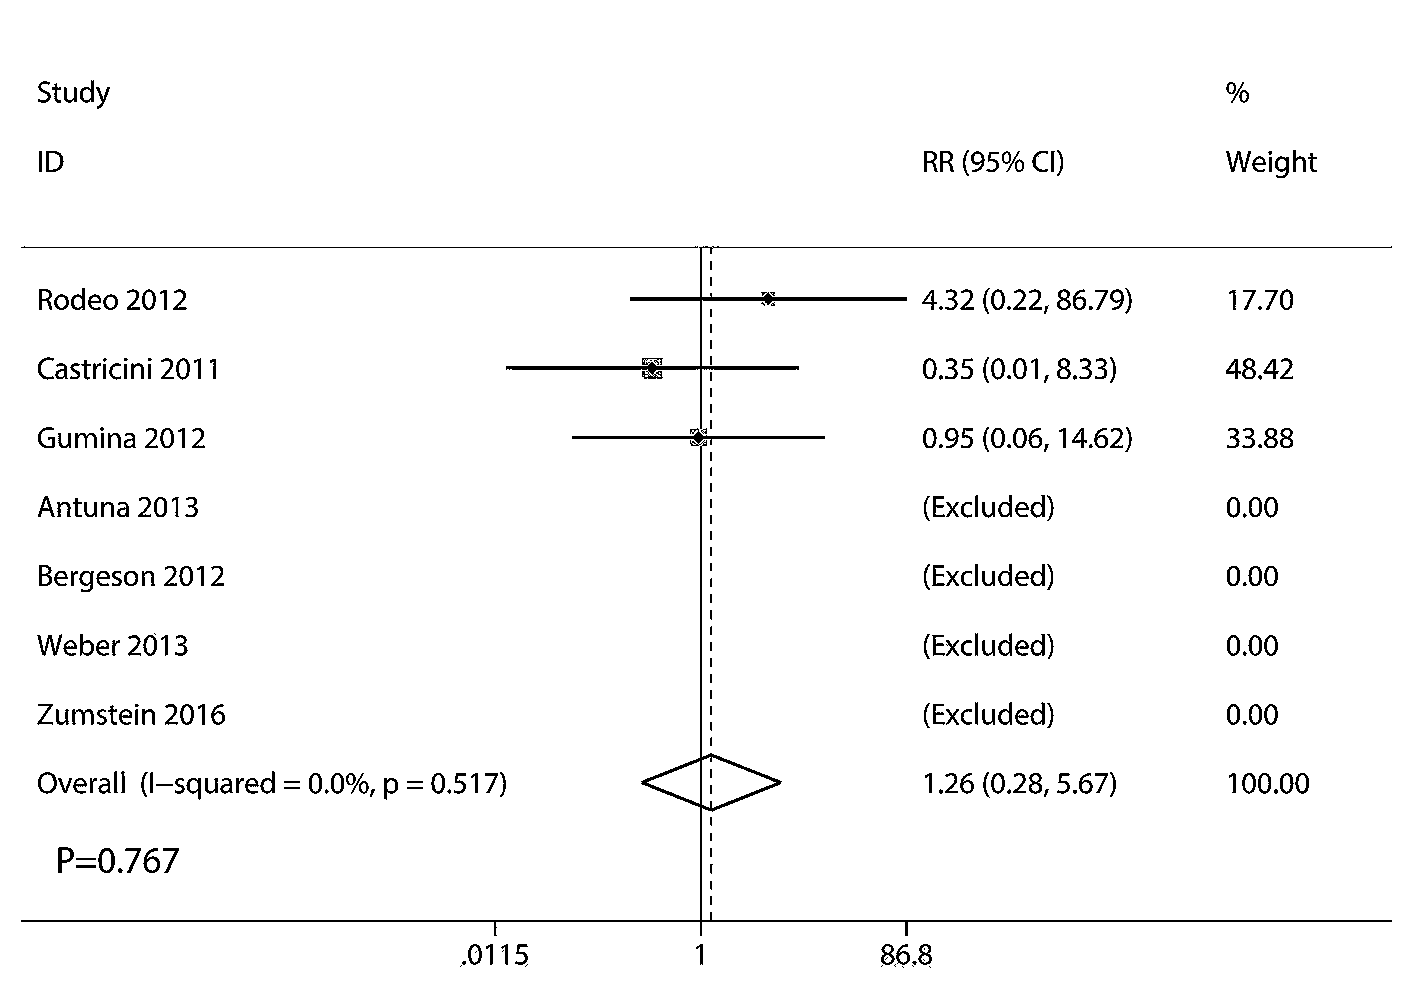 Study %
ID RR (95% CI) Weight
Rodeo 2012 4.32 (0.22, 86.79) 17.70
Castricini 2011 0.35 (0.01, 8.33) 48.42
Gumina 2012 0.95 (0.06, 14.62) 33.88
Antuna 2013 (Excluded) 0.00
Bergeson 2012 (Excluded) 0.00
Weber 2013 (Excluded) 0.00
Zumstein 2016 (Excluded) 0.00
Overall (I−squared = 0.0%, p = 0.517) 1.26 (0.28, 5.67) 100.00
P=0.767
.0115 1 86.8